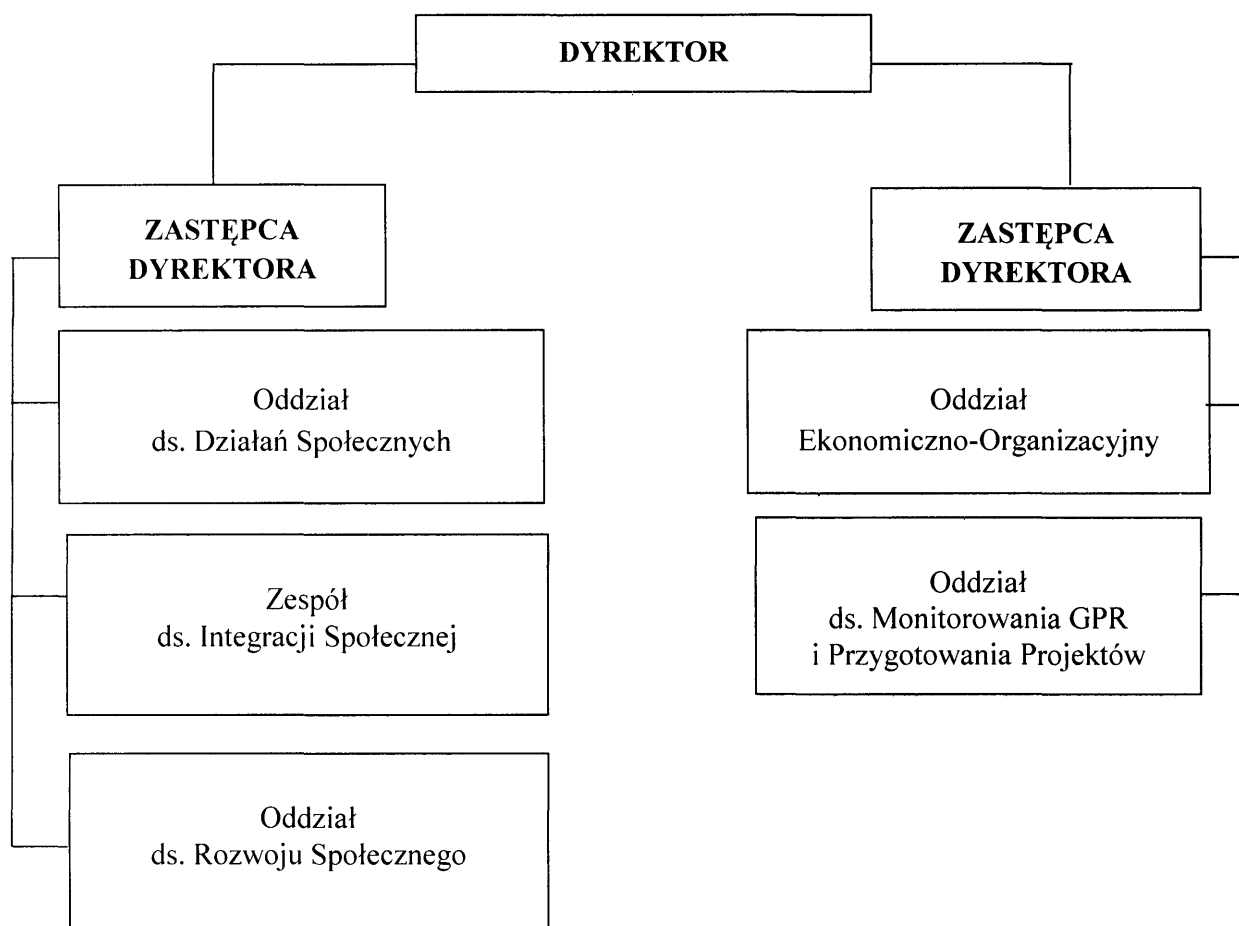 DYREKTOR
ZASTĘPCA
DYREKTORA
Oddział
ds. Działań Społecznych
Zespół
ds. Integracji Społecznej
Oddział
ds. Rozwoju Społecznego
ZASTĘPCA
DYREKTORA
Oddział
Ekonomiczno-Organizacyjny
Oddział
ds. Monitorowania GPR
i Przygotowania Projektów